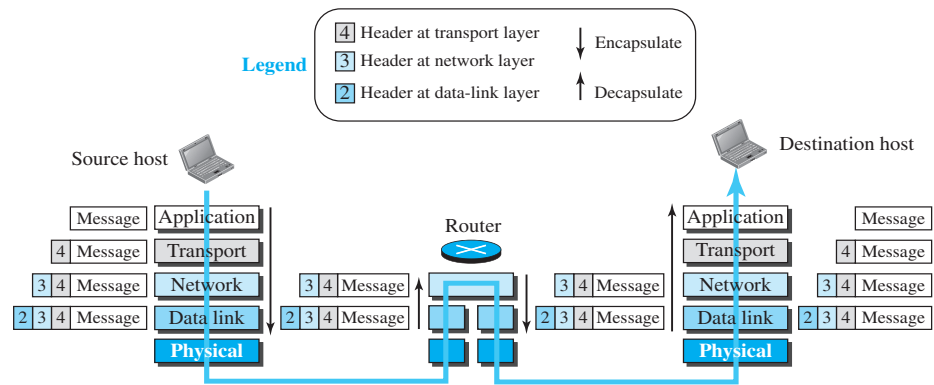 4 Header at transport layer
Encapsulate
Legend
3 Header at network layer
2 Header at data-link layer
Decapsulate
Source host
Destination host
Message Application
Router
Application Message
4 Message Transport
Transport 4 Message
3 4 Message Network
3 4 Message
3 4 Message
Network 3 4 Message
2 3 4 Message Data link
2 3 4 Message
2 3 4 Message
Data link 2 3 4 Message
Physical
Physical